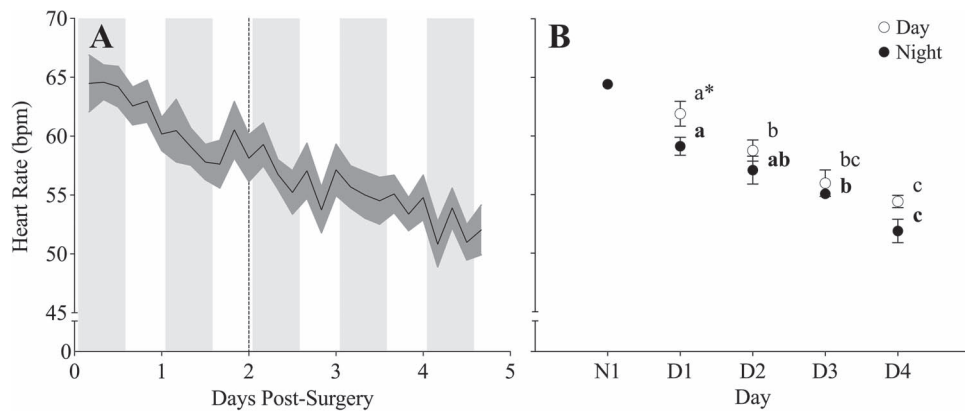 70
65
60
55
50
45
0
Heart Rate (bpm)
A
0 1 2 3 4 5
Days Post-Surgery
B
Day
Night
a*
a
b
ab
bc
b
c
c
N1 D1 D2 D3 D4
Day